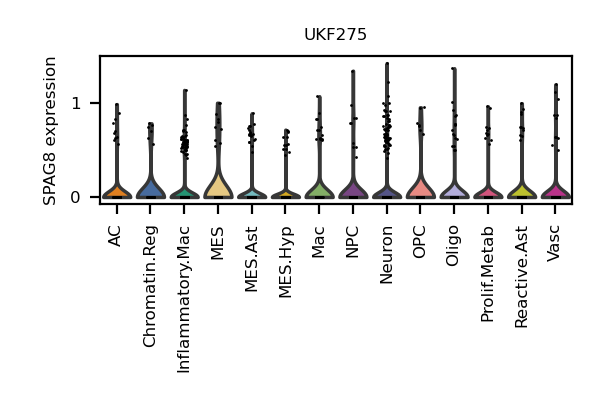 UKF275
SPAG8 expression
1
0
AC
Chromatin.Reg
Inflammatory.Mac
MES
MES.Ast
MES.Hyp
Mac
NPC
Neuron
OPC
Oligo
Prolif.Metab
Reactive.Ast
Vasc